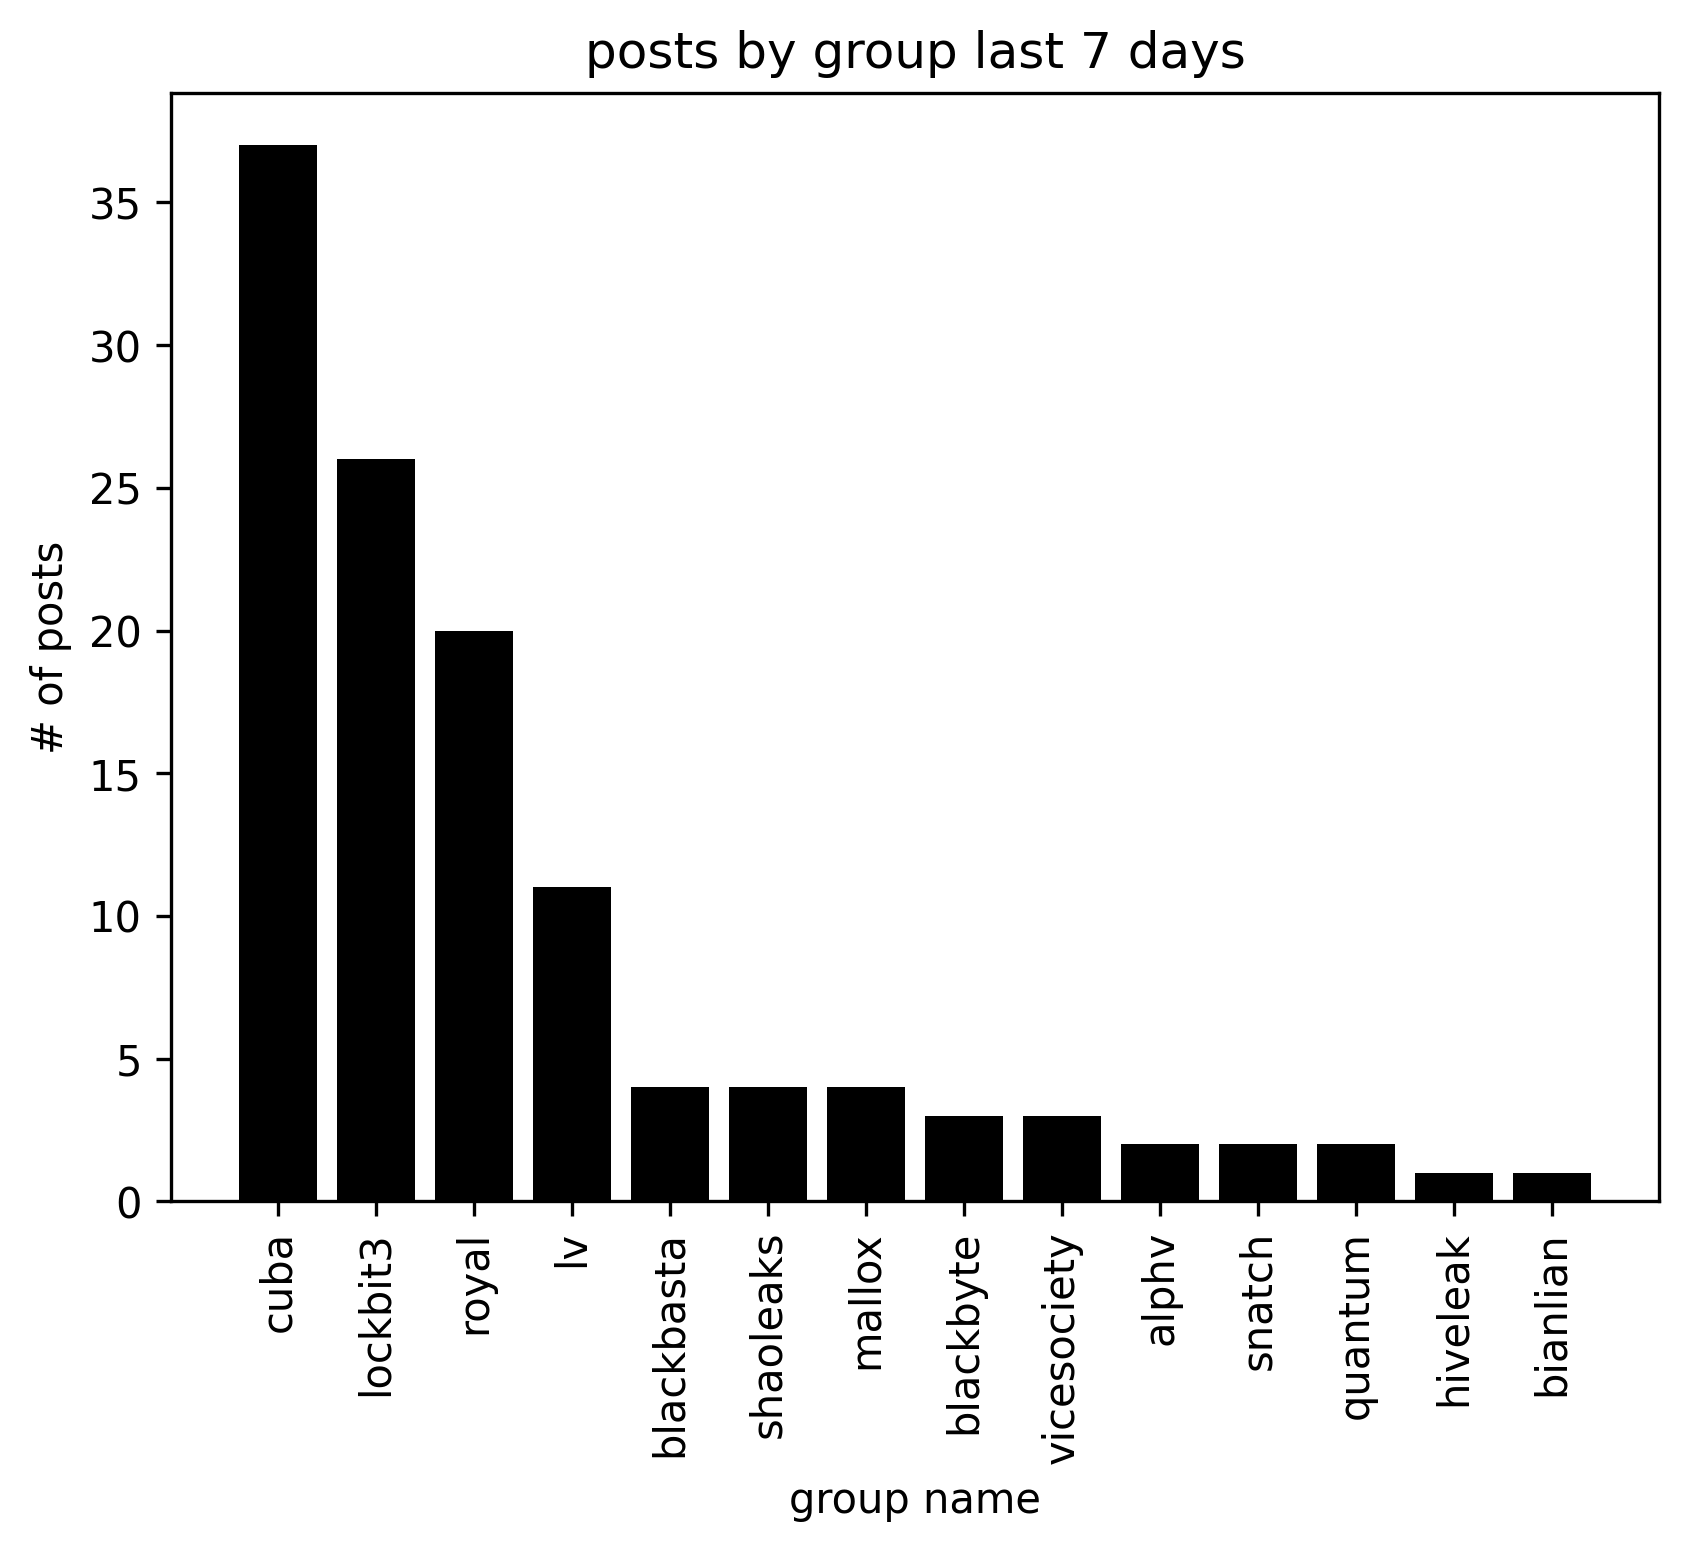 posts by group last 7 days
# of posts
35
30
25
20
15
10
5
0
cuba
lockbit3
royal
lv
blackbasta
shaoleaks
mallox
blackbyte
vicesociety
alphv
snatch
quantum
hiveleak
bianlian
group name